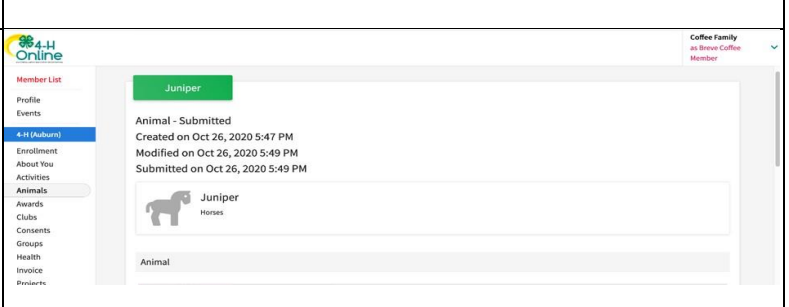 4-H
Online
Coffee Family
as Breve Coffee
Member
Member List
Profile
Events
4-H (Auburn)
Enrollment
About You
Activities
Animals
Awards
Clubs
Consents
Groups
Health
Invoice
Projects
Juniper
Animal - Submitted
Created on Oct 26, 2020 5:47 PM
Modified on Oct 26, 2020 5:49 PM
Submitted on Oct 26, 2020 5:49 PM
Juniper
Horses
Animal